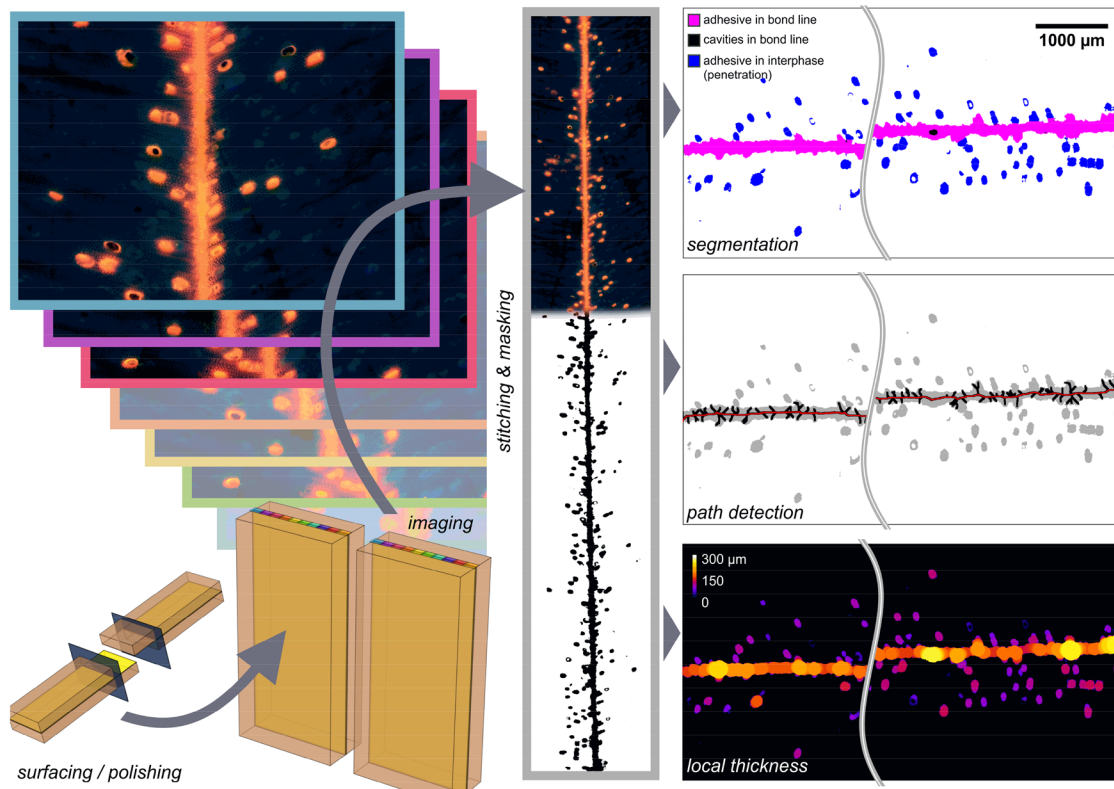 adhesive in bond line
cavities in bond line
adhesive in interphase
(penetration)
1000 µm
segmentation
stitching & masking
path detection
imaging
300 µm
150
0
local thickness
surfacing / polishing